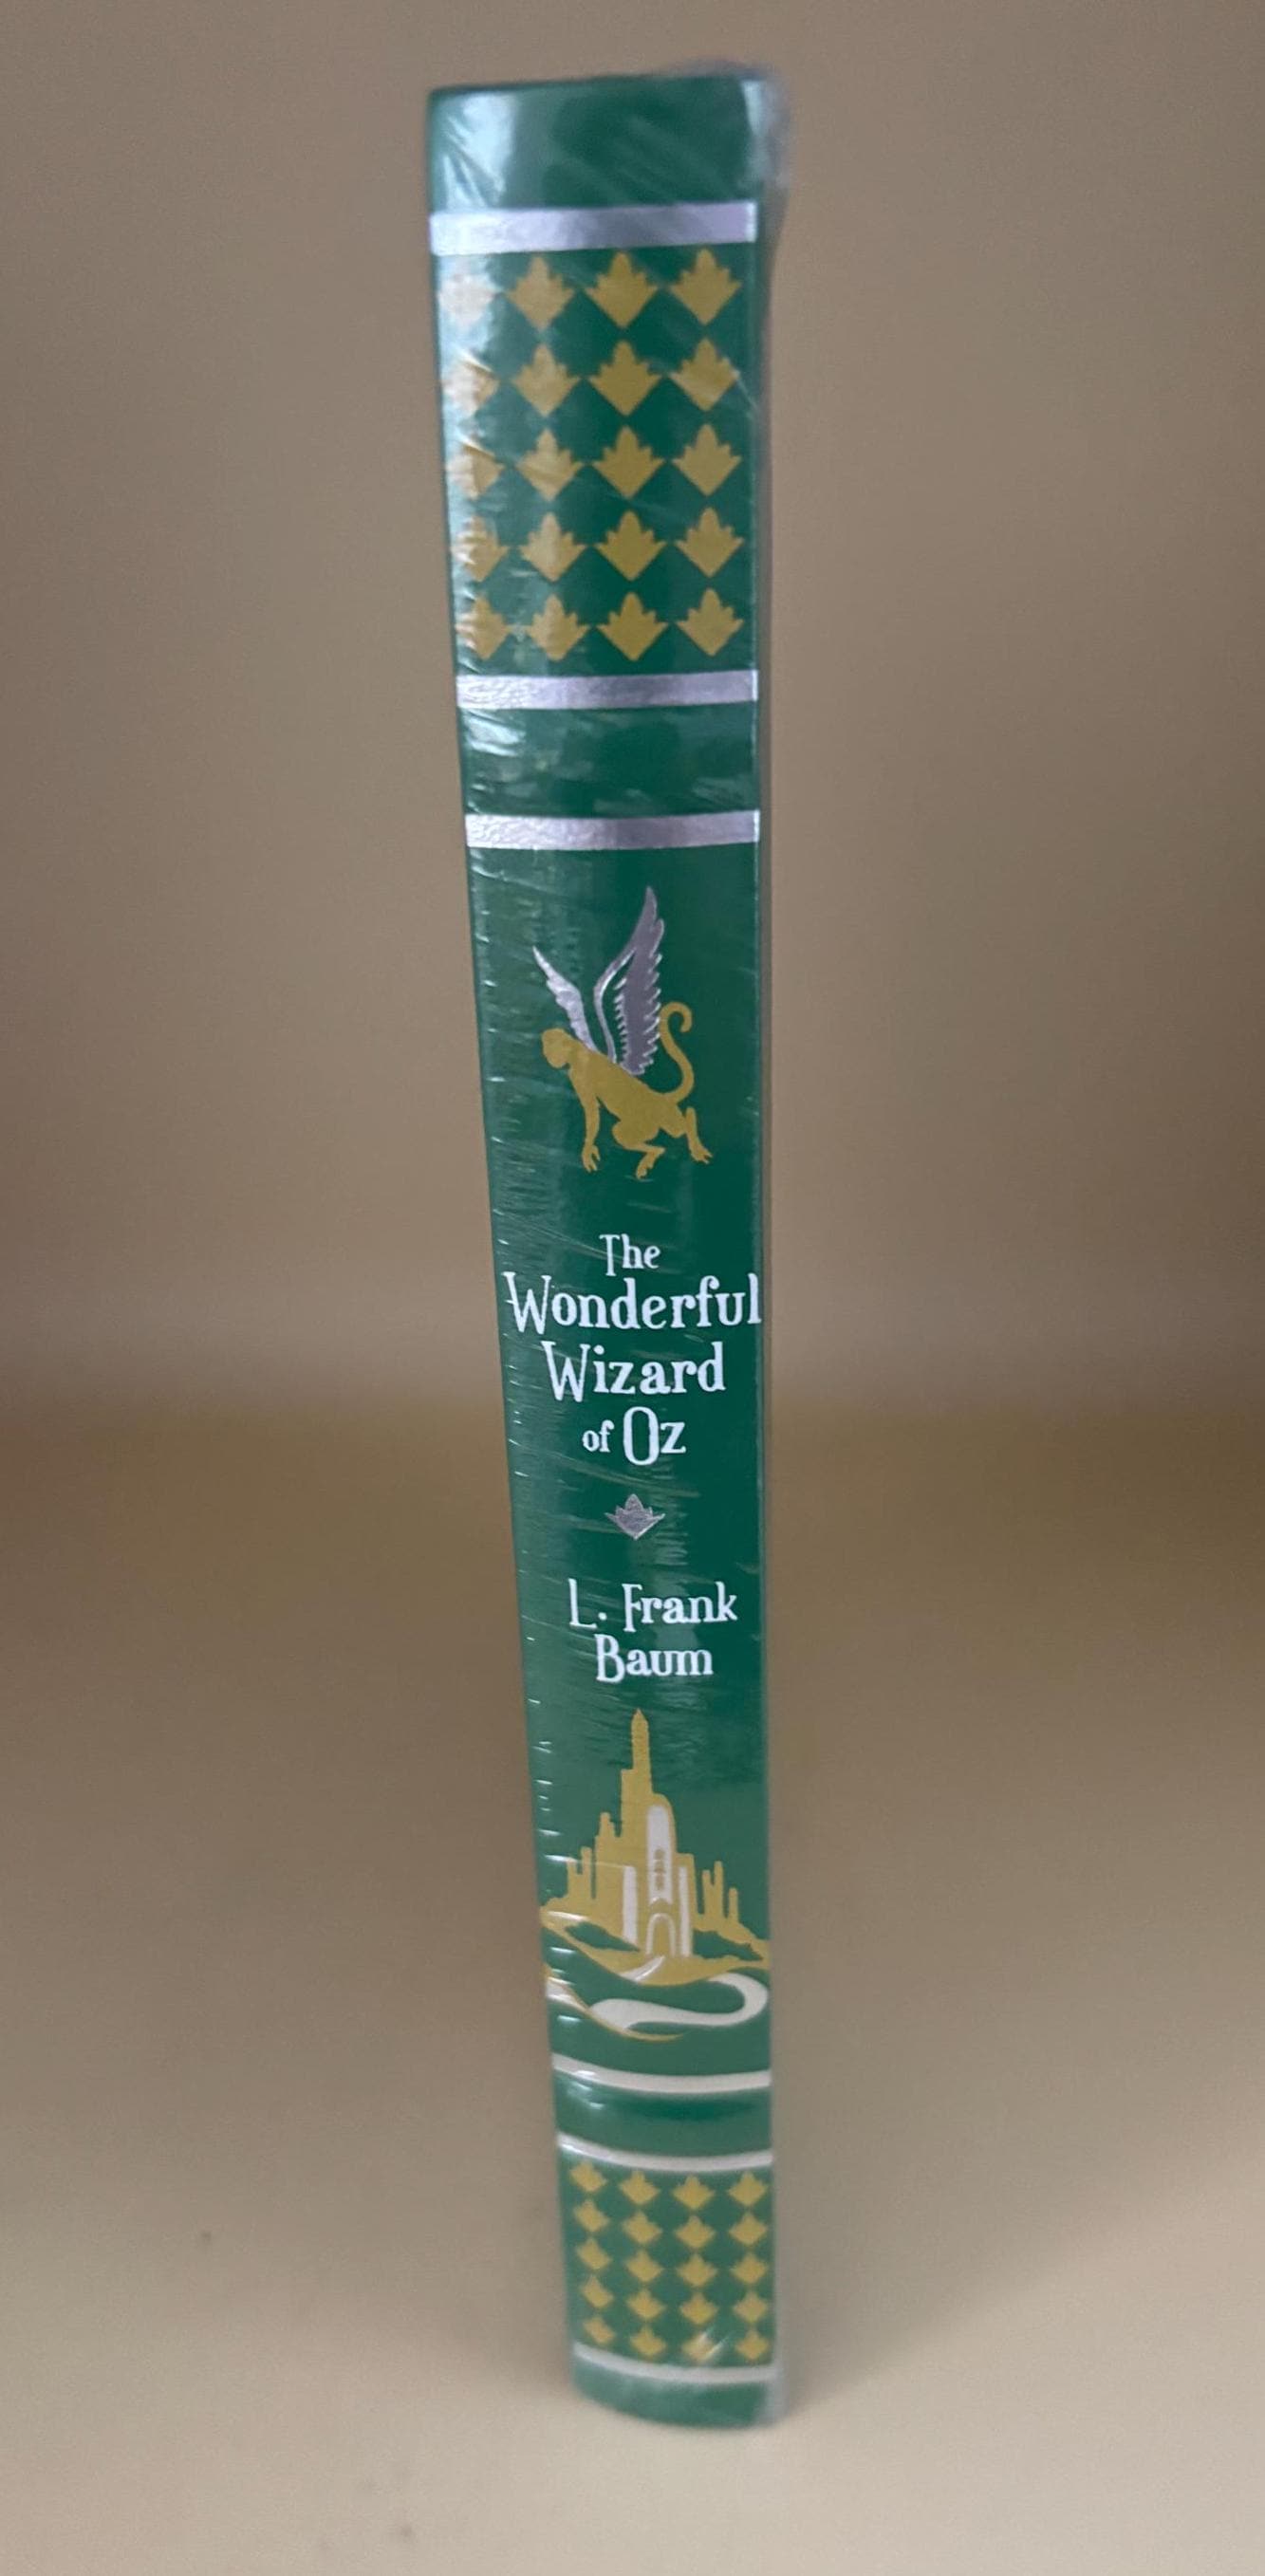 The
Wonderful
Wizard
of Oz
L. Frank
Baum